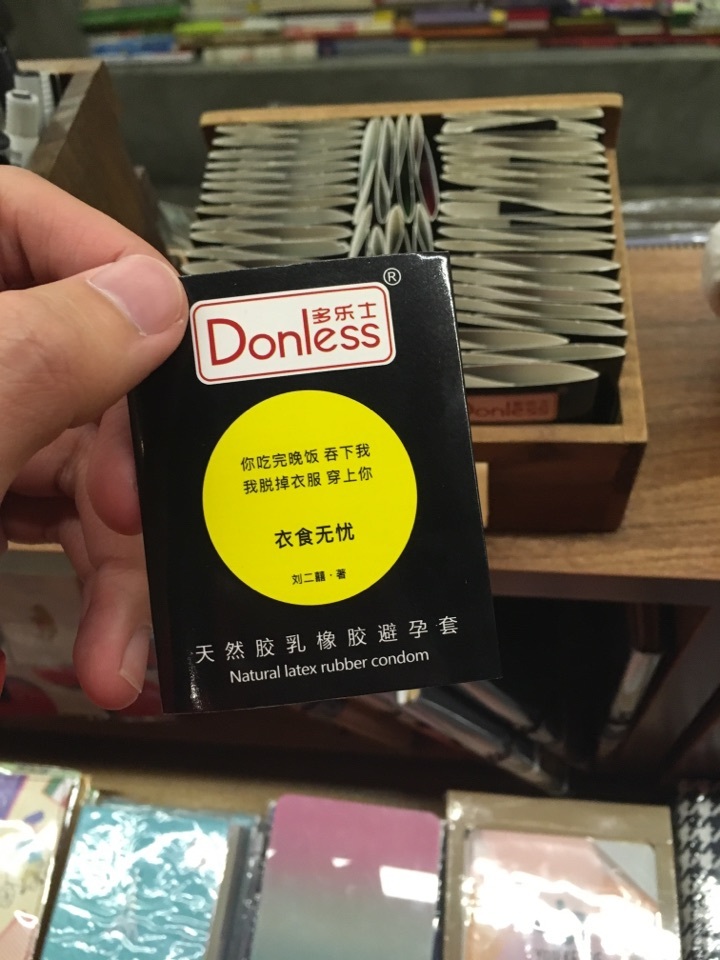 ®
多乐士
Donless
你吃完晚饭 吞下我
我脱掉衣服 穿上你
衣食无忧
刘二囍·著
天然胶乳橡胶避孕套
Natural latex rubber condom